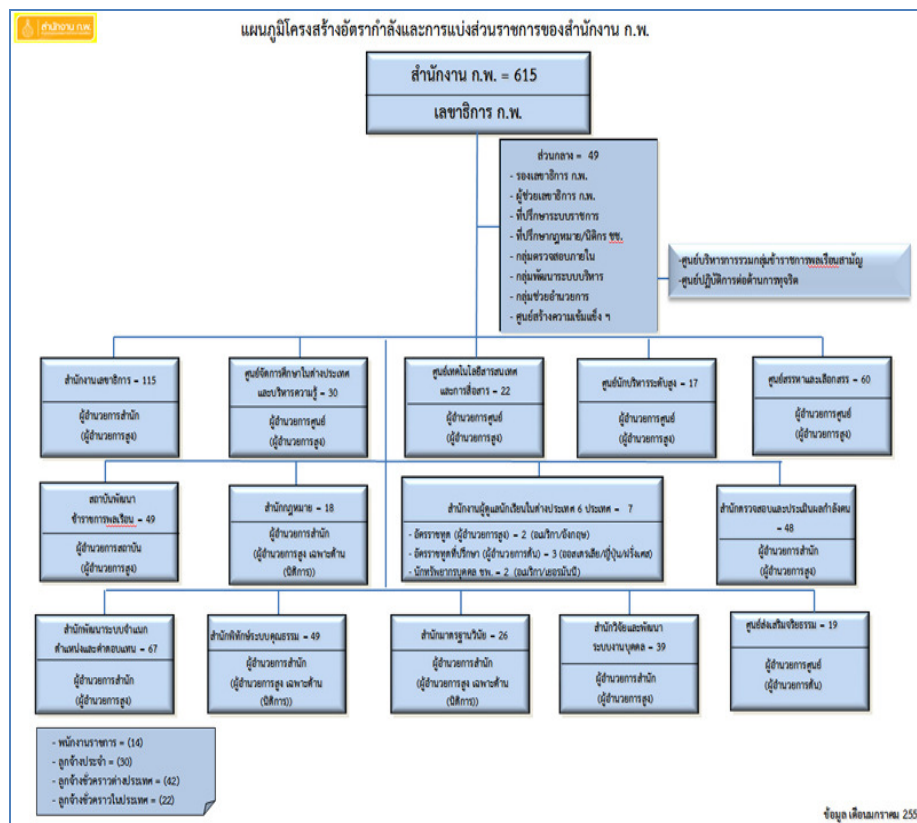 สำนักงาน ก.พ.
แผนภูมิโครงสร้างอัตรากำลังและการแบ่งส่วนราชการของสำนักงาน ก.พ.
สำนักงาน ก.พ. = 615
เลขาธิการ ก.พ.
ส่วนกลาง = 49
- รองเลขาธิการ ก.พ.
- ผู้ช่วยเลขาธิการ ก.พ.
- ที่ปรึกษาระบบราชการ
- ที่ปรึกษากฎหมาย/นิติกร ชช.
- กลุ่มตรวจสอบภายใน
- กลุ่มพัฒนาระบบบริหาร
- กลุ่มช่วยอำนวยการ
- ศูนย์สร้างความเข้มแข็ง ฯ
-ศูนย์บริหารการรวมกลุ่มข้าราชการพลเรือนสามัญ
-ศูนย์ปฏิบัติการต่อต้านการทุจริต
สำนักงานเลขาธิการ = 115
ผู้อำนวยการสำนัก
(ผู้อำนวยการสูง)
ศูนย์จัดการศึกษาในต่างประเทศ
และบริหารความรู้ = 30
ผู้อำนวยการศูนย์
(ผู้อำนวยการสูง)
ศูนย์เทคโนโลยีสารสนเทศ
และการสื่อสาร = 22
ผู้อำนวยการศูนย์
(ผู้อำนวยการสูง)
ศูนย์นักบริหารระดับสูง = 17
ผู้อำนวยการศูนย์
(ผู้อำนวยการสูง)
ศูนย์สรรหาและเลือกสรร = 60
ผู้อำนวยการศูนย์
(ผู้อำนวยการสูง)
สถาบันพัฒนา
ข้าราชการพลเรือน = 49
ผู้อำนวยการสถาบัน
(ผู้อำนวยการสูง)
สำนักกฎหมาย = 18
ผู้อำนวยการสำนัก
(ผู้อำนวยการสูง เฉพาะด้าน
(นิติการ))
สำนักงานผู้ดูแลนักเรียนในต่างประเทศ 6 ประเทศ = 7
- อัครราชทูต (ผู้อำนวยการสูง) = 2 (อเมริกา/อังกฤษ)
- อัครราชทูตที่ปรึกษา (ผู้อำนวยการต้น) = 3 (ออสเตรเลีย/ญี่ปุ่น/ฝรั่งเศส)
- นักทรัพยากรบุคคล ชพ. = 2 (อเมริกา/เยอรมันนี)
สำนักตรวจสอบและประเมินผลกำลังคน
= 48
ผู้อำนวยการสำนัก
(ผู้อำนวยการสูง)
สำนักพัฒนาระบบจำแนก
ตำแหน่งและค่าตอบแทน = 67
ผู้อำนวยการสำนัก
(ผู้อำนวยการสูง)
สำนักพิทักษ์ระบบคุณธรรม = 49
ผู้อำนวยการสำนัก
(ผู้อำนวยการสูง เฉพาะด้าน
(นิติการ))
สำนักมาตรฐานวินัย = 26
ผู้อำนวยการสำนัก
(ผู้อำนวยการสูง เฉพาะด้าน
(นิติการ))
สำนักวิจัยและพัฒนา
ระบบงานบุคคล = 39
ผู้อำนวยการสำนัก
(ผู้อำนวยการสูง)
ศูนย์ส่งเสริมจริยธรรม = 19
ผู้อำนวยการศูนย์
(ผู้อำนวยการต้น)
- พนักงานราชการ = (14)
- ลูกจ้างประจำ = (30)
- ลูกจ้างชั่วคราวต่างประเทศ = (42)
- ลูกจ้างชั่วคราวในประเทศ = (22)
ข้อมูล เดือนมกราคม 255